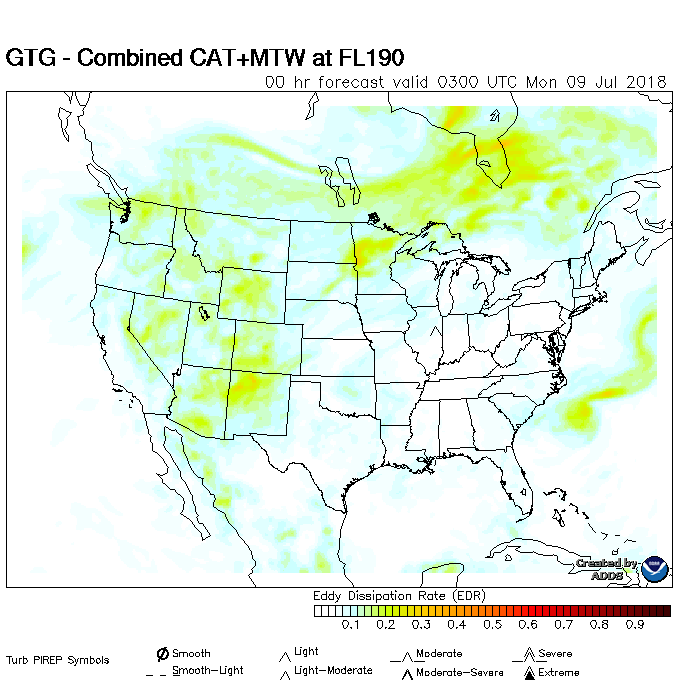 GTG - Combined CAT+MTW at FL190
00 hr forecast valid 0300 UTC Mon 09 Jul 2018
Created by
ADDS
Eddy Dissipation Rate (EDR)
0.1 0.2 0.3 0.4 0.5 0.6 0.7 0.8 0.9
Turb PIREP Symbols
Smooth Light Moderate Severe
Smooth-Light Light-Moderate Moderate-Severe Extreme